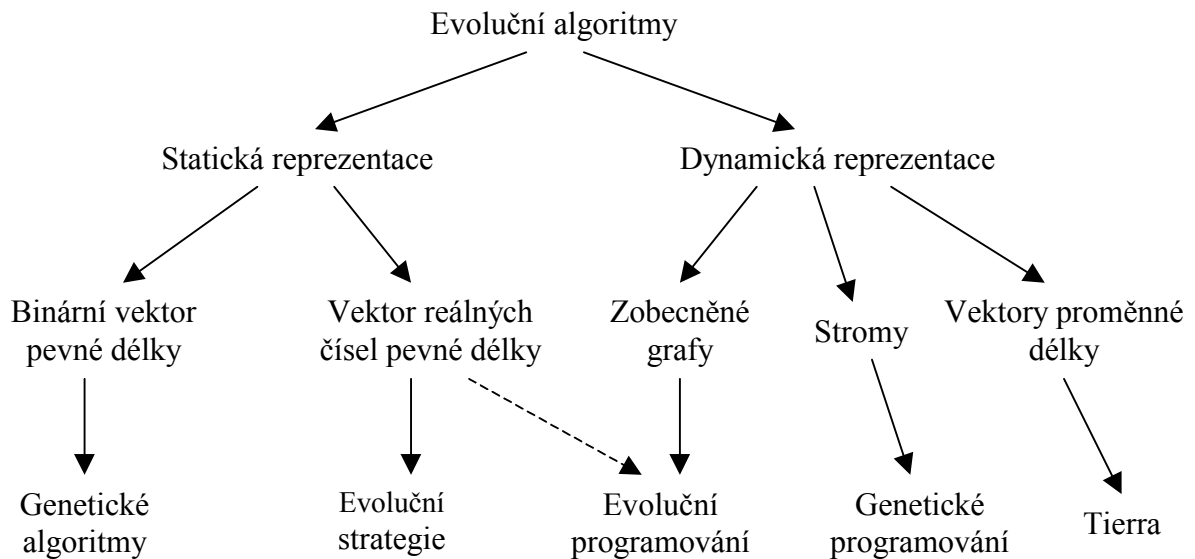 Evoluční algoritmy
Statická reprezentace
Dynamická reprezentace
Binární vektor
pevné délky
Vektor reálných
čísel pevné délky
Zobecněné
grafy
Stromy
Vektory proměnné
délky
Genetické
algoritmy
Evoluční
strategie
Evoluční
programování
Genetické
programování
Tierra